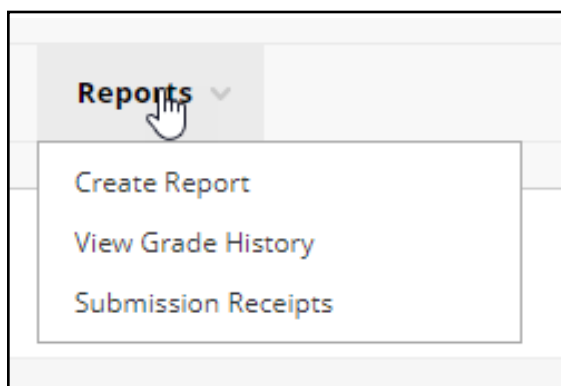 Reports
Create Report
View Grade History
Submission Receipts